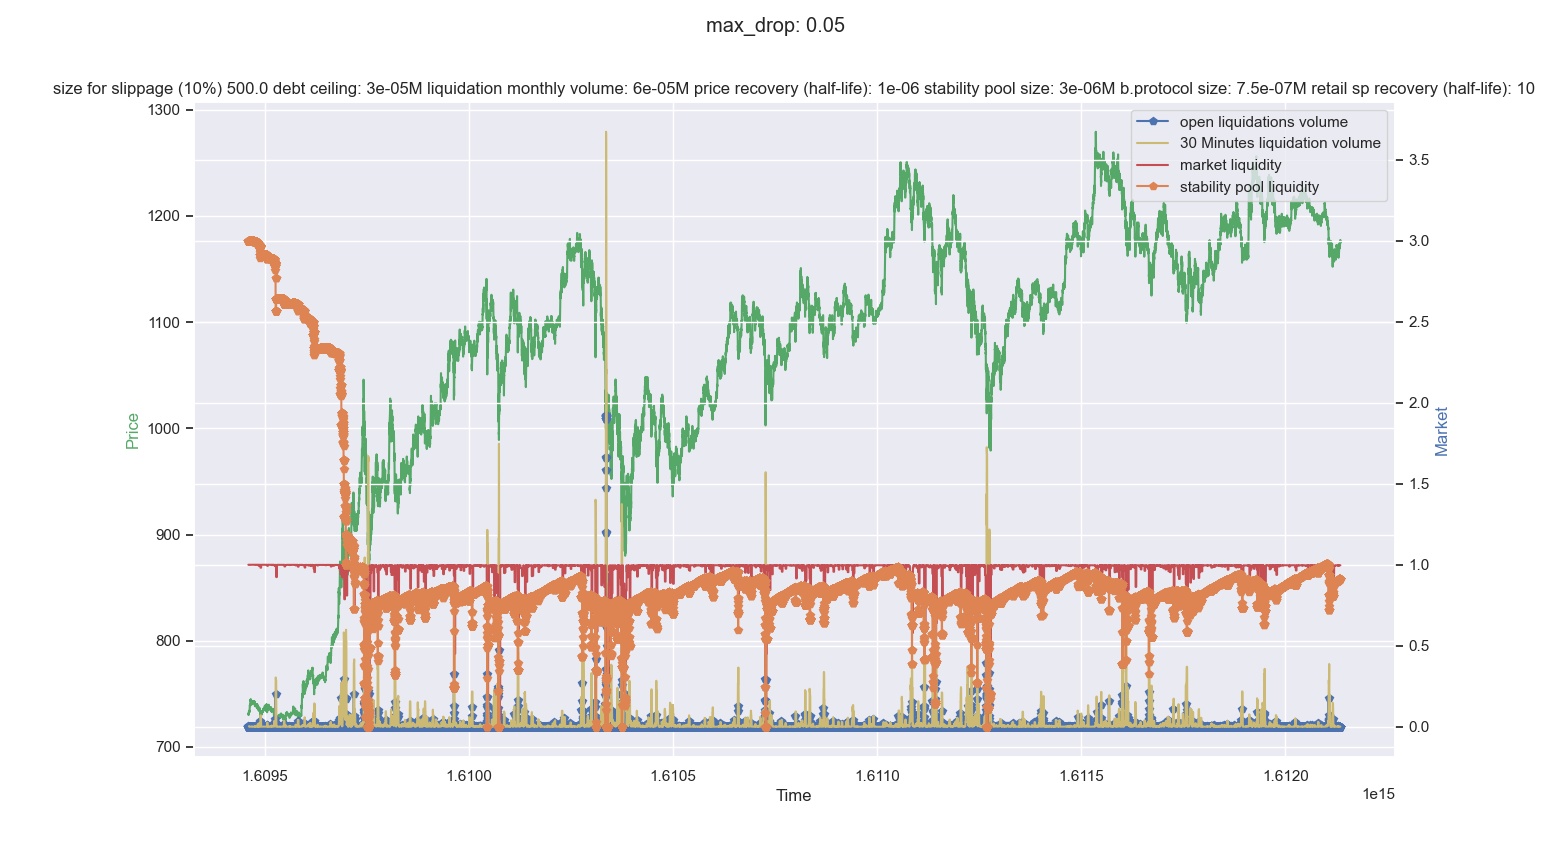 max_drop: 0.05
size for slippage (10%) 500.0 debt ceiling: 3e-05M liquidation monthly volume: 6e-05M price recovery (half-life): 1e-06 stability pool size: 3e-06M b.protocol size: 7.5e-07M retail sp recovery (half-life): 10
open liquidations volume
30 Minutes liquidation volume
market liquidity
stability pool liquidity
1300
1200
1100
1000
900
800
700
Price
3.5
3.0
2.5
2.0
1.5
1.0
0.5
0.0
Market
1.6095 1.6100 1.6105 1.6110 1.6115 1.6120
1e15
Time